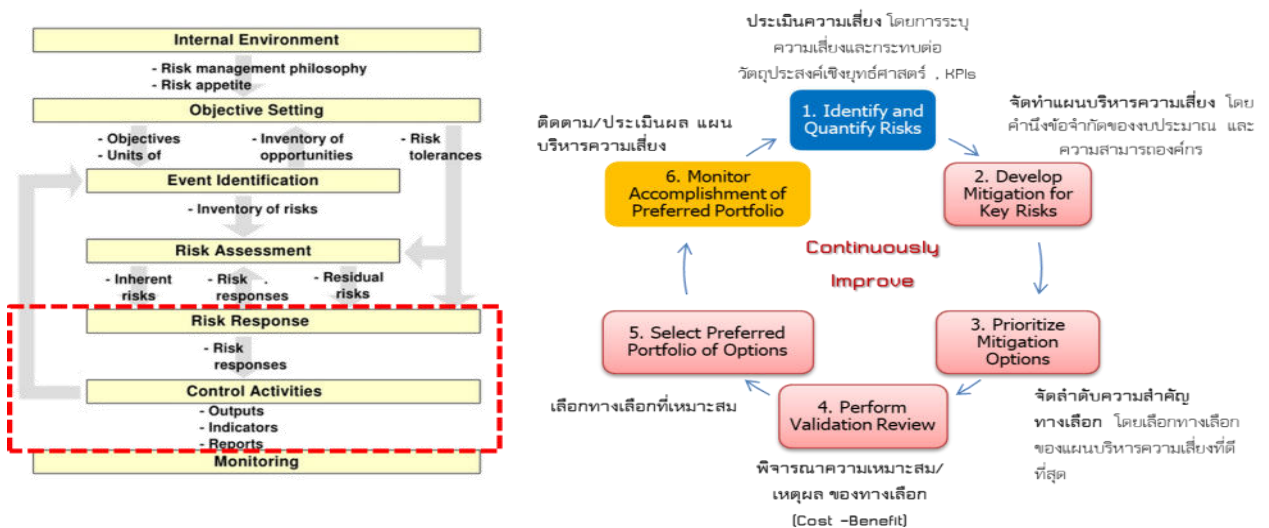 Internal Environment
- Risk management philosophy
- Risk appetite
Objective Setting
- Objectives
- Units of
- Inventory of
opportunities
- Risk
tolerances
Event Identification
- Inventory of risks
Risk Assessment
- Inherent
risks
- Risk .
responses
- Residual
risks
Risk Response
- Risk
responses
Control Activities
- Outputs
- Indicators
- Reports
Monitoring
ประเมินความเสี่ยง โดยการระบุ
ความเสี่ยงและกระทบต่อ
วัตถุประสงค์เชิงยุทธ์ศาสตร์ , KPIs
1. Identify and
Quantify Risks
จัดทำแผนบริหารความเสี่ยง โดย
คำนึงข้อจำกัดของงบประมาณ และ
ความสามารถองค์กร
2. Develop
Mitigation for
Key Risks
3. Prioritize
Mitigation
Options
จัดลำดับความสำคัญ
ทางเลือก โดยเลือกทางเลือก
ของแผนบริหารความเสี่ยงที่ดี
ที่สุด
4. Perform
Validation Review
พิจารณาความเหมาะสม/
เหตุผล ของทางเลือก
(Cost -Benefit)
5. Select Preferred
Portfolio of Options
เลือกทางเลือกที่เหมาะสม
ติดตาม/ประเมินผล แผน
บริหารความเสี่ยง
6. Monitor
Accomplishment of
Preferred Portfolio
Continuously
Improve